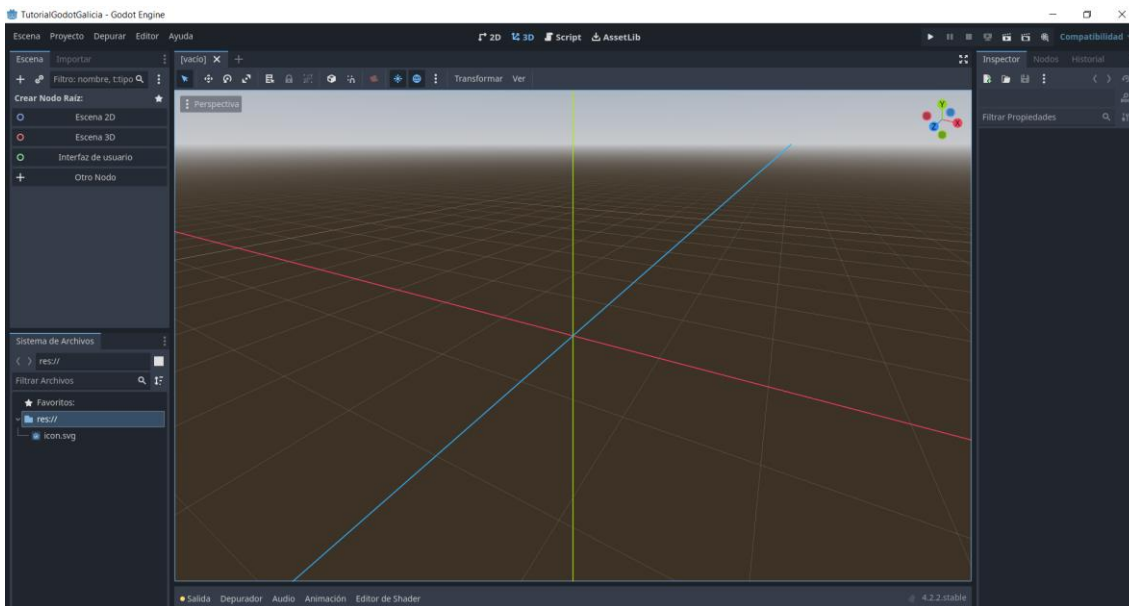 TutorialGodotGalicia - Godot Engine
Escena Proyecto Depurar Editor Ayuda
2D 3D Script AssetLib
Compatibilidad
Escena Importar
Filtro: nombre, t:tipo
Crear Nodo Raíz:
Escena 2D
Escena 3D
Interfaz de usuario
Otro Nodo
Sistema de Archivos
res://
Filtrar Archivos
Favoritos:
res://
icon.svg
[vacío]
Transformar Ver
Perspectiva
Y
X
Z
Salida Depurador Audio Animación Editor de Shader
4.2.2.stable
Inspector Nodos Historial
Filtrar Propiedades